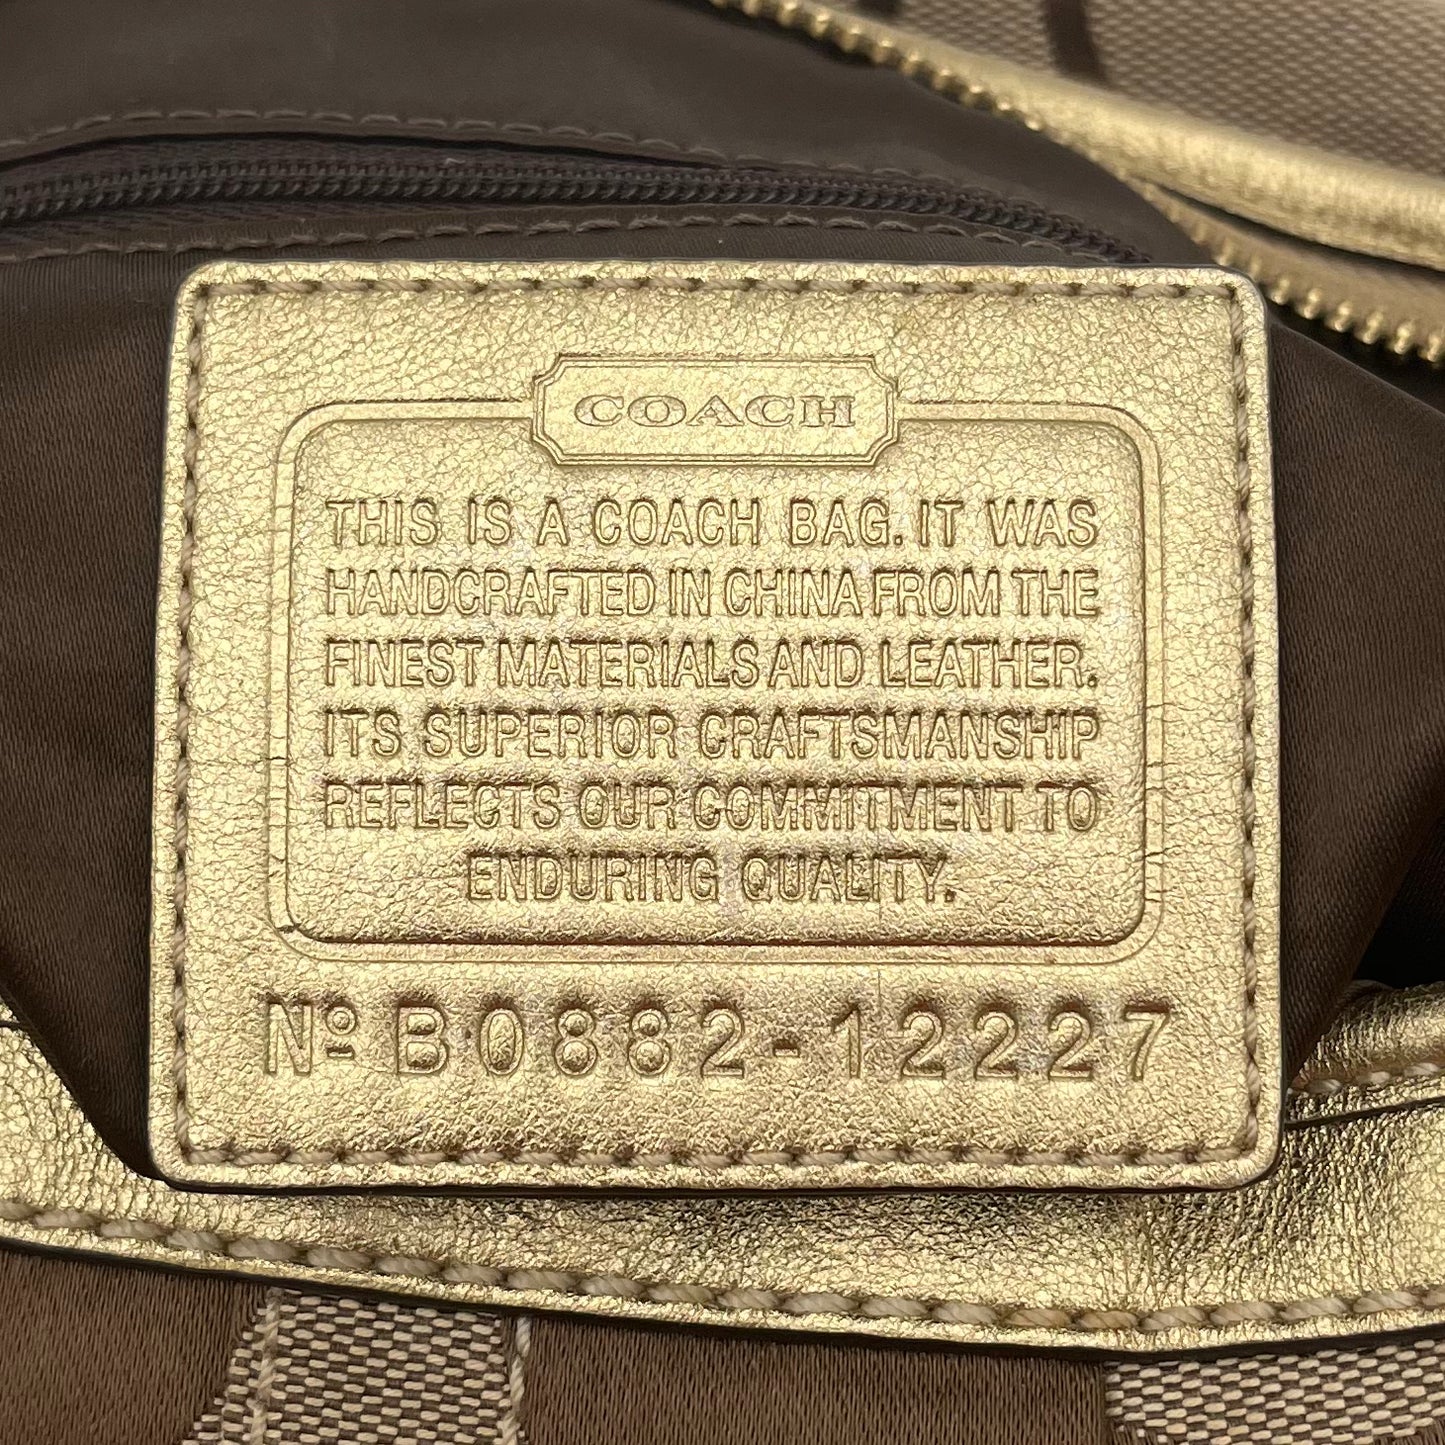 COACH
THIS IS A COACH BAG. IT WAS
HANDCRAFTED IN CHINA FROM THE
FINEST MATERIALS AND LEATHER.
ITS SUPERIOR CRAFTSMANSHIP
REFLECTS OUR COMMITMENT TO
ENDURING QUALITY.
Nº B0882-12227